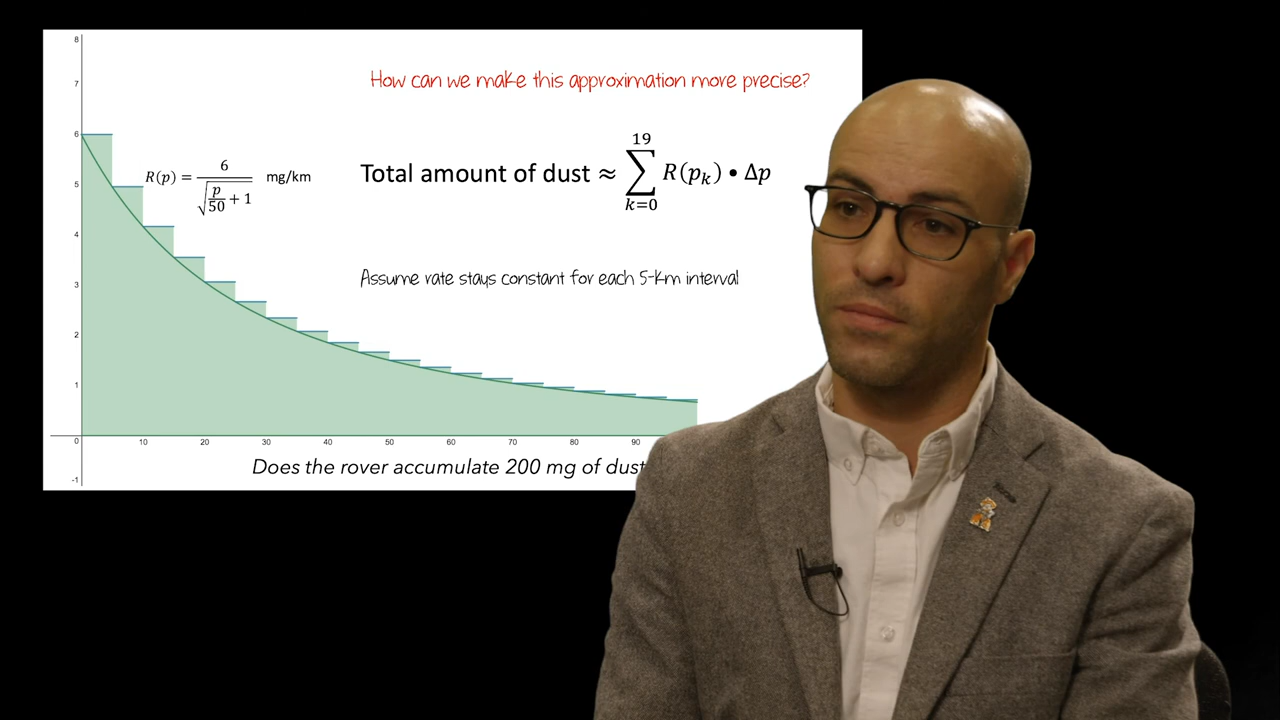 How can we make this approximation more precise?
8
7
6
5
4
3
2
1
0
-1
R(p) = 6 / √(p/50 + 1) mg/km
Total amount of dust ≈ ∑_{k=0}^{19} R(p_k) • Δp
Assume rate stays constant for each 5-km interval
10 20 30 40 50 60 70 80 90
Does the rover accumulate 200 mg of dust